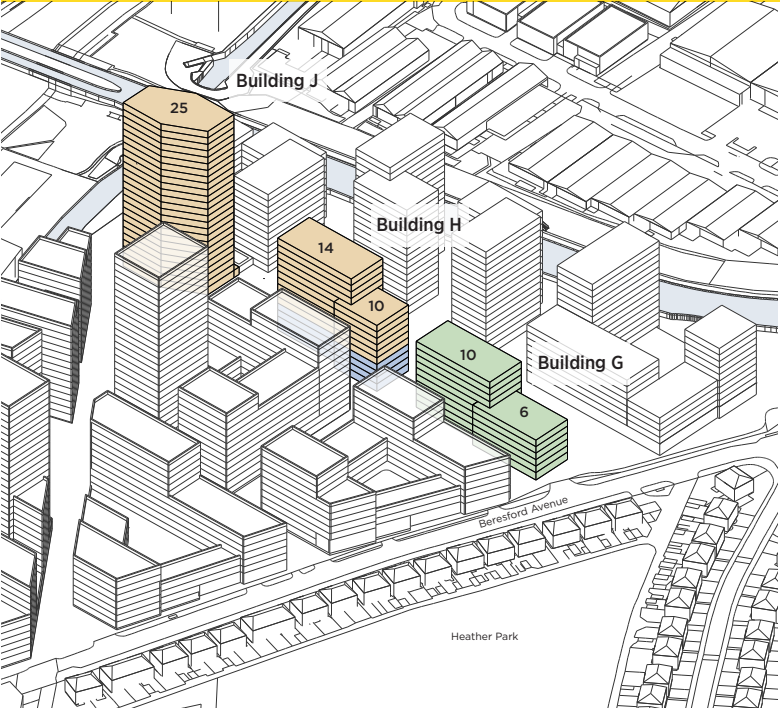 Building J
25
Building H
14
10
10
Building G
6
Beresford Avenue
Heather Park